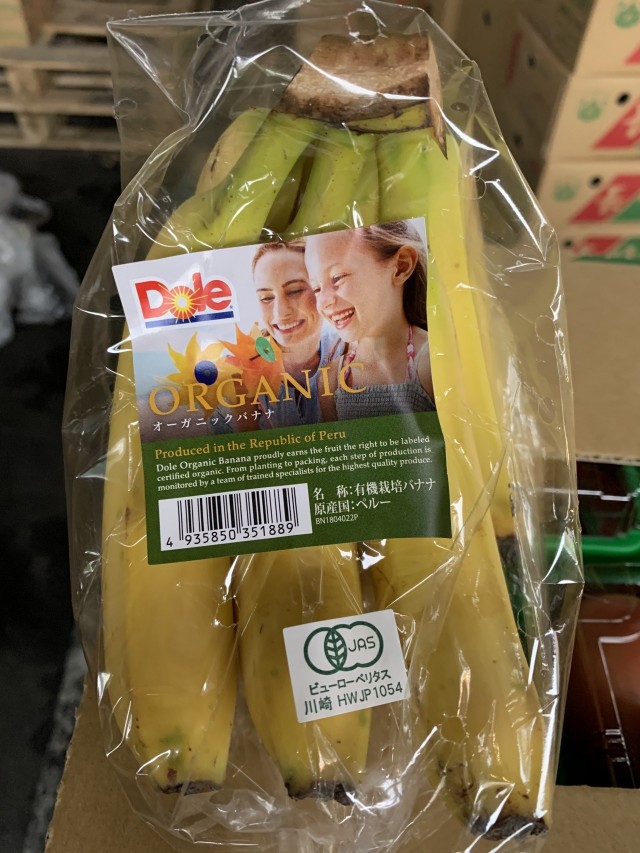 Dole
ORGANIC
オーガニックバナナ
Produced in the Republic of Peru
Dole Organic Banana proudly earns the fruit the right to be labeled
certified organic. From planting to packing, each step of production is
monitored by a team of trained specialists for the highest quality produce.
名　称:有機栽培バナナ
原産国:ペルー
BN1804022P
4 935850 351889
JAS
ビューローベリタス
川崎 HWJP1054